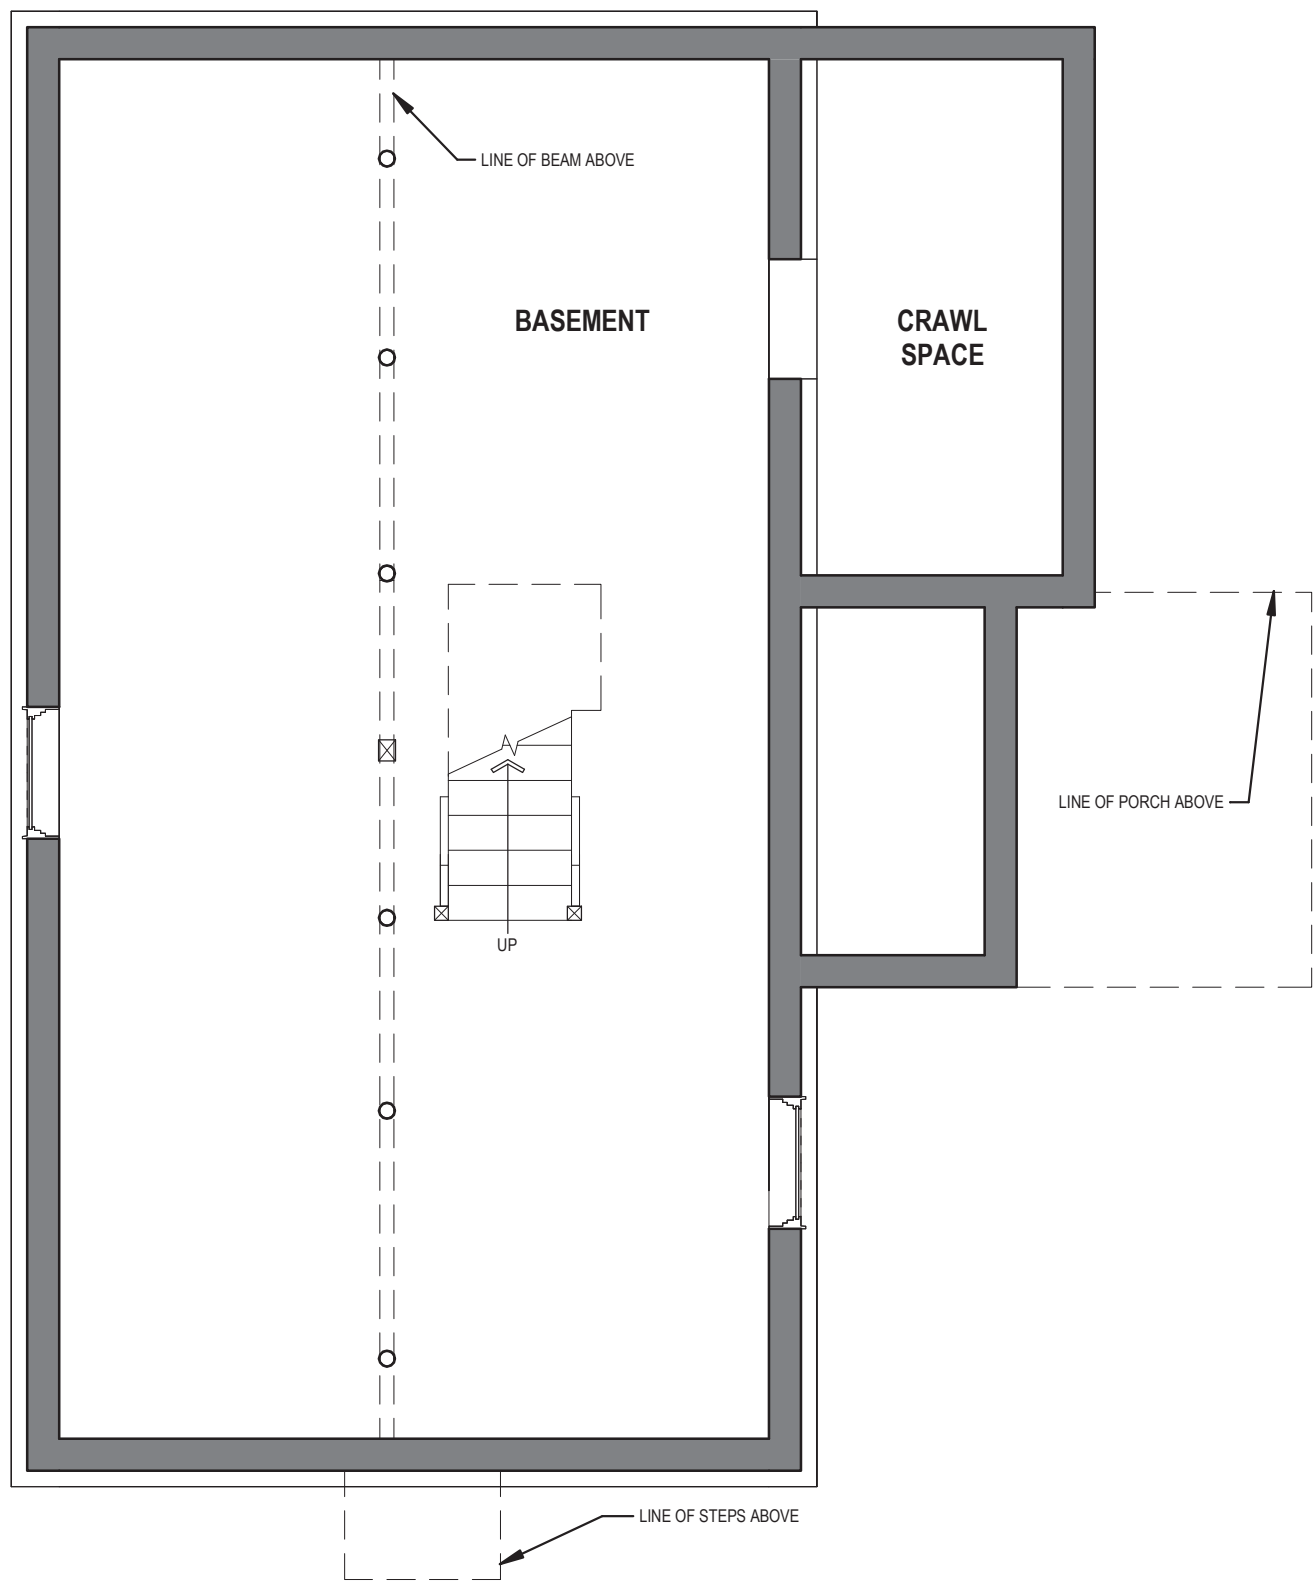 LINE OF BEAM ABOVE
BASEMENT
CRAWL
SPACE
LINE OF PORCH ABOVE
UP
LINE OF STEPS ABOVE